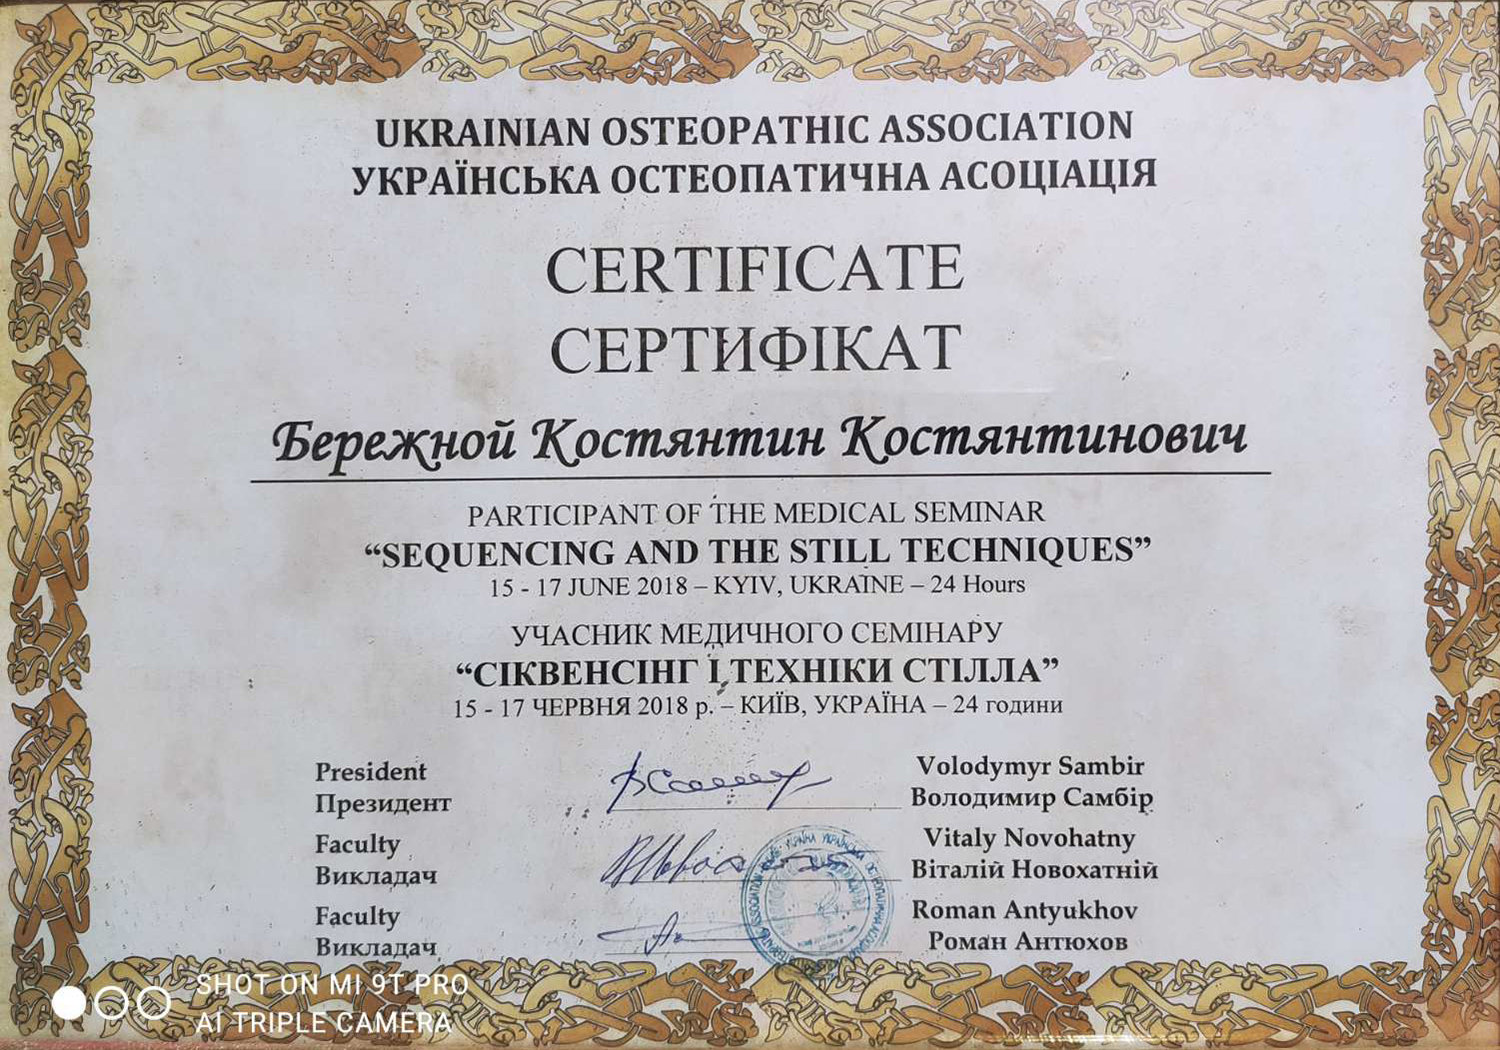 UKRAINIAN OSTEOPATHIC ASSOCIATION
УКРАЇНСЬКА ОСТЕОПАТИЧНА АСОЦІАЦІЯ
CERTIFICATE
СЕРТИФІКАТ
Бережной Костянтин Костянтинович
PARTICIPANT OF THE MEDICAL SEMINAR
“SEQUENCING AND THE STILL TECHNIQUES”
15 - 17 JUNE 2018 – KYIV, UKRAINE – 24 Hours
УЧАСНИК МЕДИЧНОГО СЕМІНАРУ
“СІКВЕНСІНГ І ТЕХНІКИ СТІЛЛА”
15 - 17 ЧЕРВНЯ 2018 р. – КИЇВ, УКРАЇНА – 24 години
President Volodymyr Sambir
Президент Володимир Самбір
Faculty Vitaly Novohatny
Викладач Віталій Новохатній
Faculty Roman Antyukhov
Викладач Роман Антюхов
SHOT ON MI 9T PRO
AI TRIPLE CAMERA